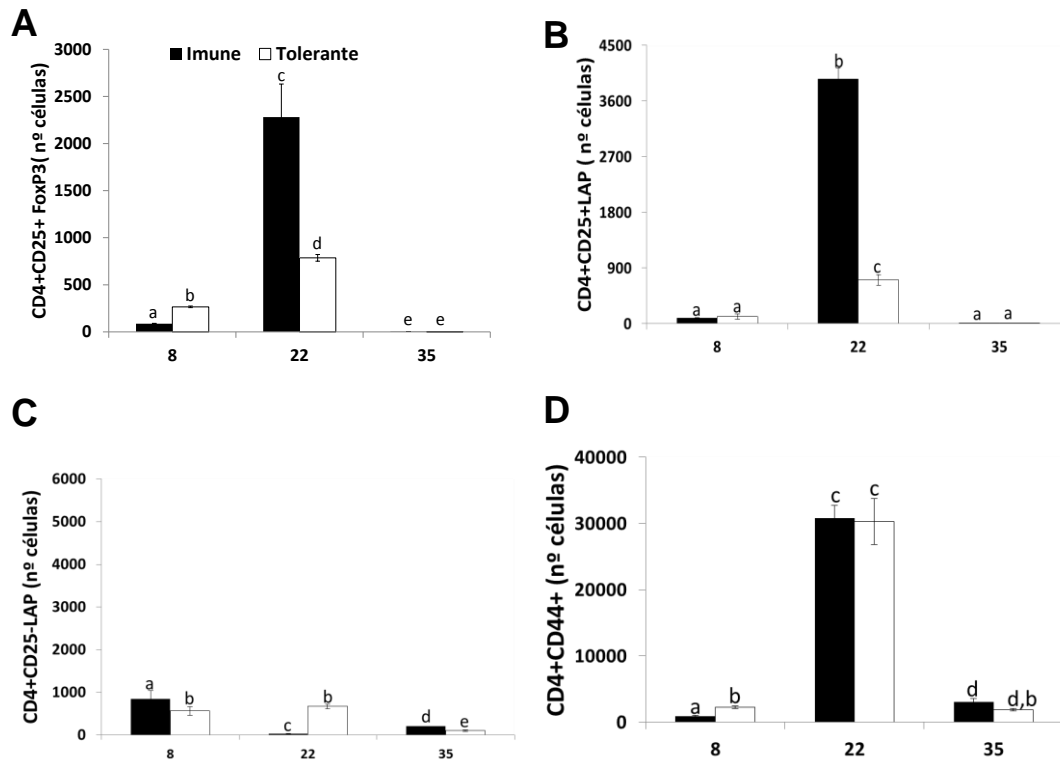 A
Imune Tolerante
CD4+CD25+ FoxP3( nº células)
3000
2500
2000
1500
1000
500
0
a
b
c
d
e
e
8 22 35
B
CD4+CD25+LAP ( nº células)
4500
3600
2700
1800
900
0
a
a
b
c
a
a
8 22 35
C
CD4+CD25-LAP (nº células)
6000
5000
4000
3000
2000
1000
0
a
b
c
b
d
e
8 22 35
D
CD4+CD44+ (nº células)
40000
30000
20000
10000
0
a
b
c
c
d
d,b
8 22 35